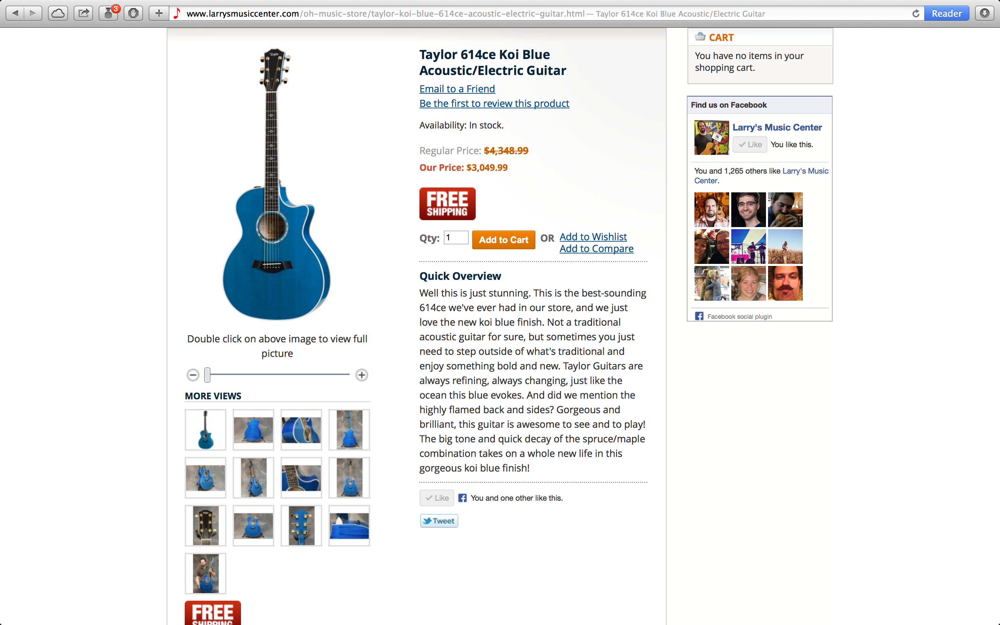 3
www.larrysmusiccenter.com/oh-music-store/taylor-koi-blue-614ce-acoustic-electric-guitar.html — Taylor 614ce Koi Blue Acoustic/Electric Guitar
Reader
Taylor
Double click on above image to view full
picture
MORE VIEWS
FREE
SHIPPING
Taylor 614ce Koi Blue
Acoustic/Electric Guitar
Email to a Friend
Be the first to review this product
Availability: In stock.
Regular Price: $4,348.99
Our Price: $3,049.99
FREE
SHIPPING
Qty: 1 Add to Cart OR Add to Wishlist
Add to Compare
Quick Overview
Well this is just stunning. This is the best-sounding
614ce we've ever had in our store, and we just
love the new koi blue finish. Not a traditional
acoustic guitar for sure, but sometimes you just
need to step outside of what's traditional and
enjoy something bold and new. Taylor Guitars are
always refining, always changing, just like the
ocean this blue evokes. And did we mention the
highly flamed back and sides? Gorgeous and
brilliant, this guitar is awesome to see and to play!
The big tone and quick decay of the spruce/maple
combination takes on a whole new life in this
gorgeous koi blue finish!
Like You and one other like this.
Tweet
CART
You have no items in your
shopping cart.
Find us on Facebook
Larry's Music Center
Like You like this.
You and 1,265 others like Larry's Music
Center.
Facebook social plugin